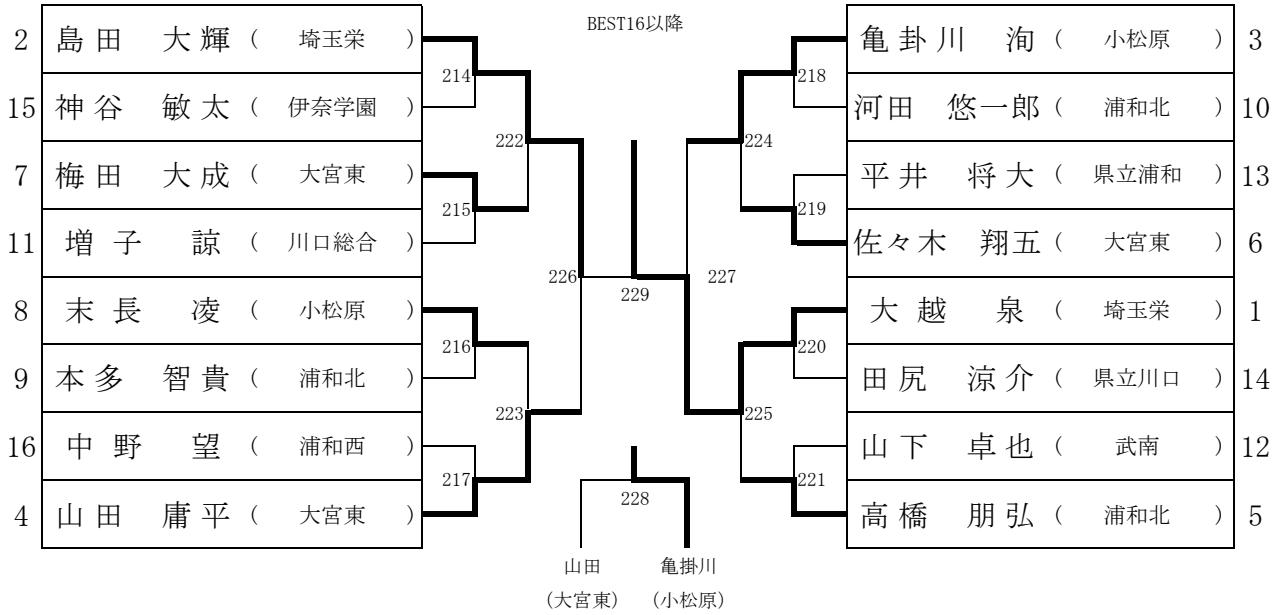 BEST16以降
2 島田 大輝 ( 埼玉栄 )
214
15 神谷 敏太 ( 伊奈学園 )
222
7 梅田 大成 ( 大宮東 )
215
11 増子 諒 ( 川口総合 )
226
8 末長 凌 ( 小松原 )
216
9 本多 智貴 ( 浦和北 )
223
16 中野 望 ( 浦和西 )
217
4 山田 庸平 ( 大宮東 )
229
228
山田 亀掛川
(大宮東) (小松原)
亀卦川 洵 ( 小松原 ) 3
218
河田 悠一郎 ( 浦和北 ) 10
224
平井 将大 ( 県立浦和 ) 13
219
佐々木 翔五 ( 大宮東 ) 6
227
大越 泉 ( 埼玉栄 ) 1
220
田尻 涼介 ( 県立川口 ) 14
225
山下 卓也 ( 武南 ) 12
221
高橋 朋弘 ( 浦和北 ) 5